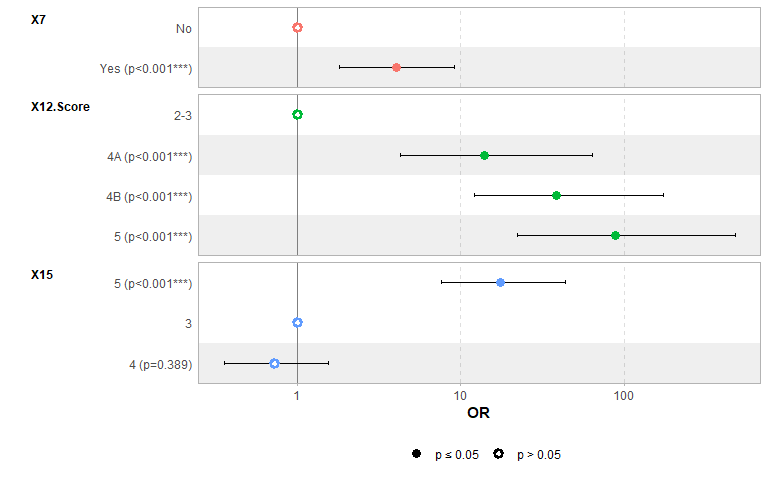 X7
No
Yes (p<0.001***)
X12.Score
2-3
4A (p<0.001***)
4B (p<0.001***)
5 (p<0.001***)
X15
5 (p<0.001***)
3
4 (p=0.389)
1 10 100
OR
p ≤ 0.05 p > 0.05